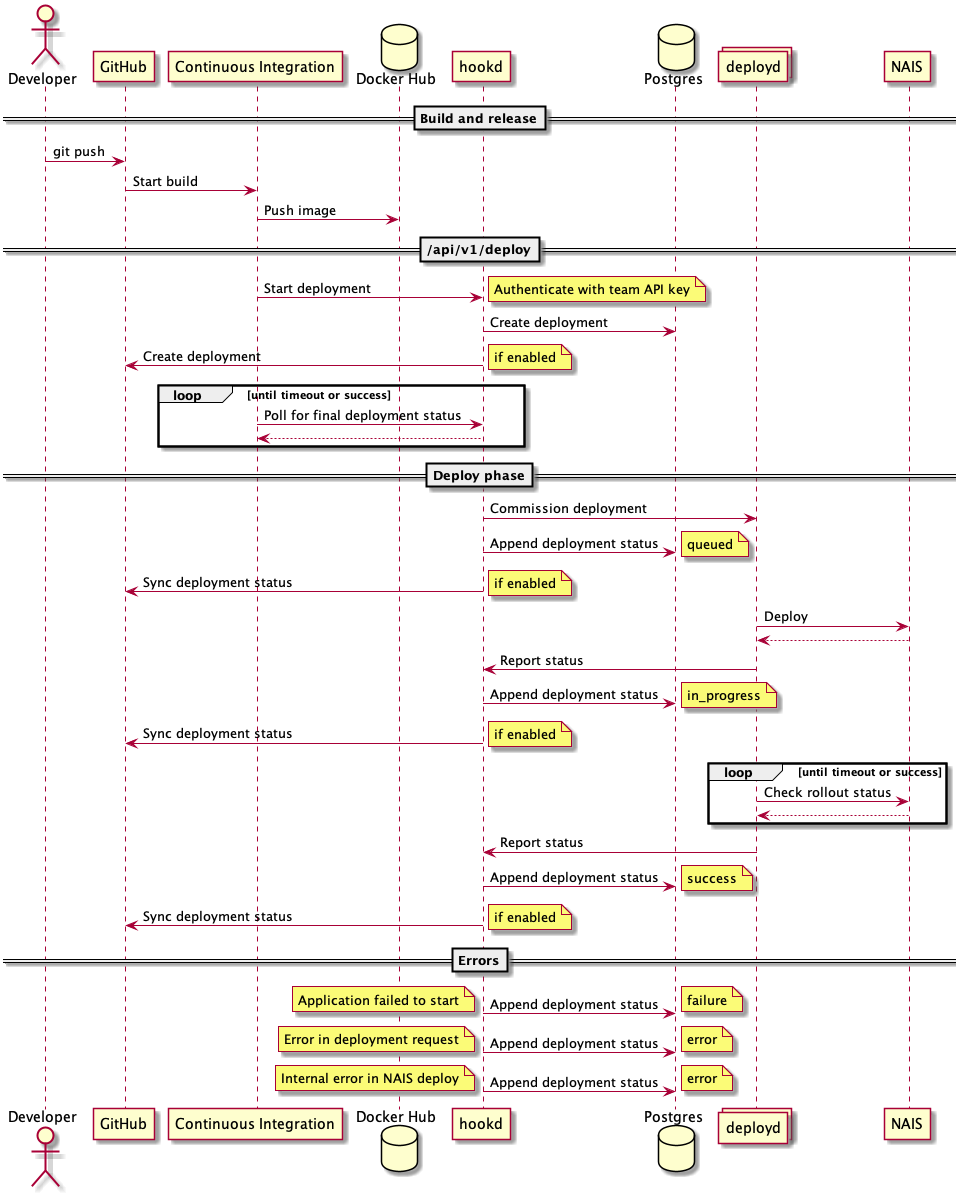 Developer
GitHub
Continuous Integration
Docker Hub
hookd
Postgres
deployd
NAIS
Build and release
git push
Start build
Push image
/api/v1/deploy
Start deployment
Authenticate with team API key
Create deployment
Create deployment
if enabled
loop
[until timeout or success]
Poll for final deployment status
Deploy phase
Commission deployment
Append deployment status
queued
Sync deployment status
if enabled
Deploy
Report status
Append deployment status
in_progress
Sync deployment status
if enabled
loop
[until timeout or success]
Check rollout status
Report status
Append deployment status
success
Sync deployment status
if enabled
Errors
Application failed to start
Append deployment status
failure
Error in deployment request
Append deployment status
error
Internal error in NAIS deploy
Append deployment status
error
Developer
GitHub
Continuous Integration
Docker Hub
hookd
Postgres
deployd
NAIS